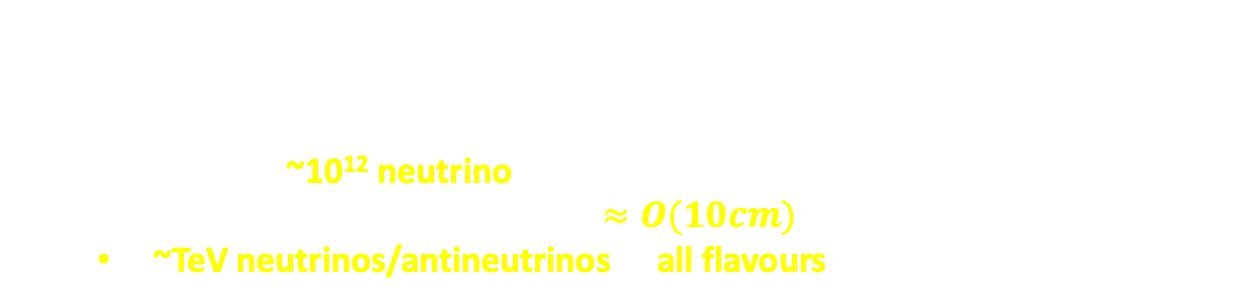 ~10¹² neutrino
≈ O(10cm)
• ~TeV neutrinos/antineutrinos all flavours